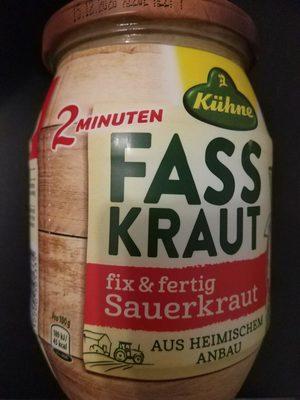 Kühne
2 MINUTEN
FASS
KRAUT
fix & fertig
Sauerkraut
AUS HEIMISCHEM
ANBAU